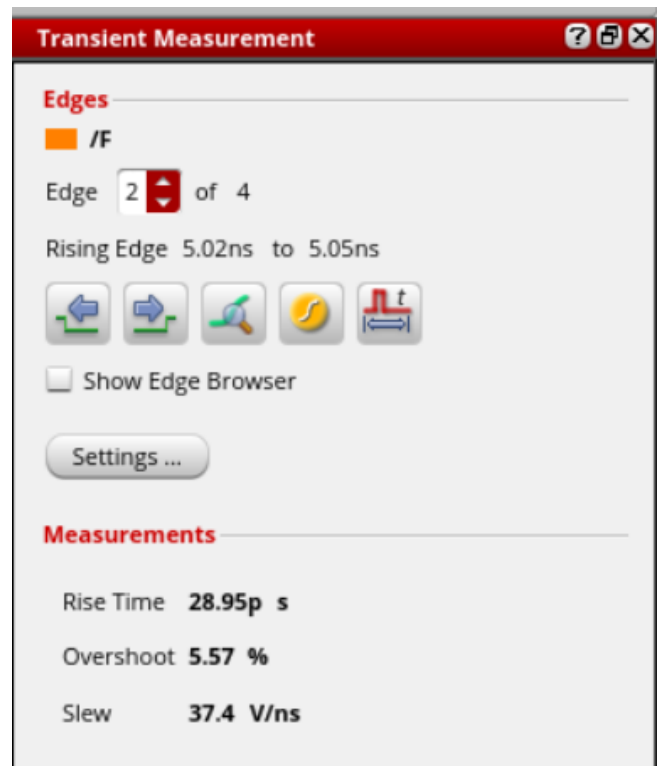 Transient Measurement
Edges
/F
Edge 2 of 4
Rising Edge 5.02ns to 5.05ns
t
Show Edge Browser
Settings ...
Measurements
Rise Time 28.95p s
Overshoot 5.57 %
Slew 37.4 V/ns